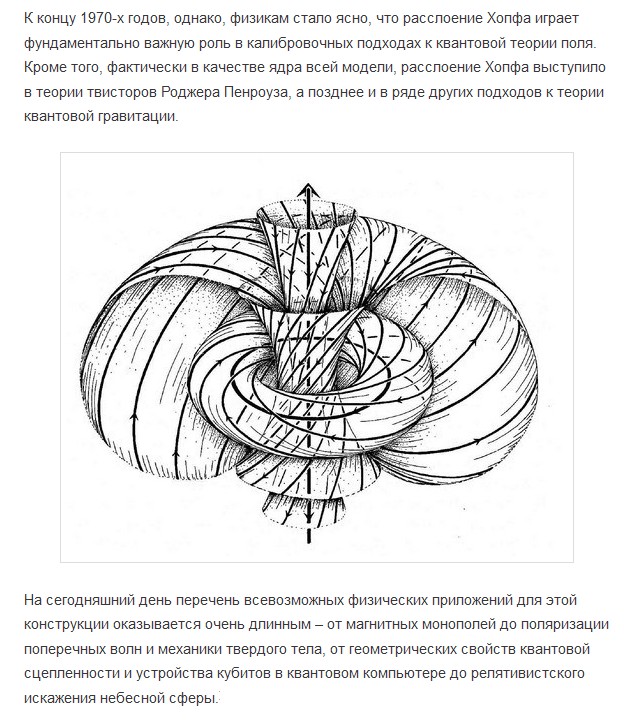 К концу 1970-х годов, однако, физикам стало ясно, что расслоение Хопфа играет
фундаментально важную роль в калибровочных подходах к квантовой теории поля.
Кроме того, фактически в качестве ядра всей модели, расслоение Хопфа выступило
в теории твисторов Роджера Пенроуза, а позднее и в ряде других подходов к теории
квантовой гравитации.
На сегодняшний день перечень всевозможных физических приложений для этой
конструкции оказывается очень длинным – от магнитных монополей до поляризации
поперечных волн и механики твердого тела, от геометрических свойств квантовой
сцепленности и устройства кубитов в квантовом компьютере до релятивистского
искажения небесной сферы.